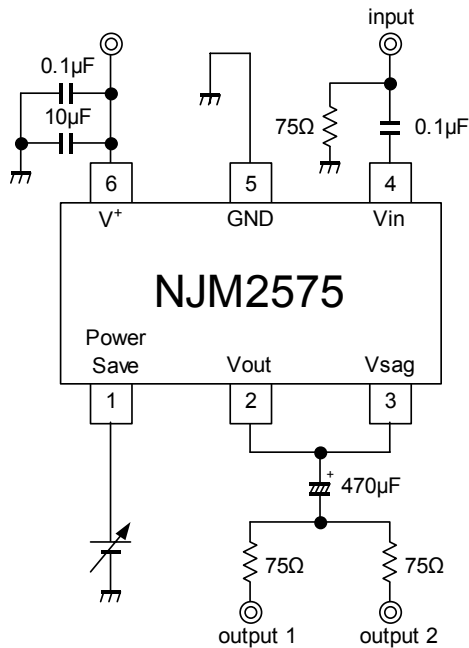 input
0.1µF
10µF
75Ω
0.1µF
6
5
4
V+
GND
Vin
NJM2575
Power
Save
Vout
Vsag
1
2
3
+
470µF
75Ω
75Ω
output 1
output 2